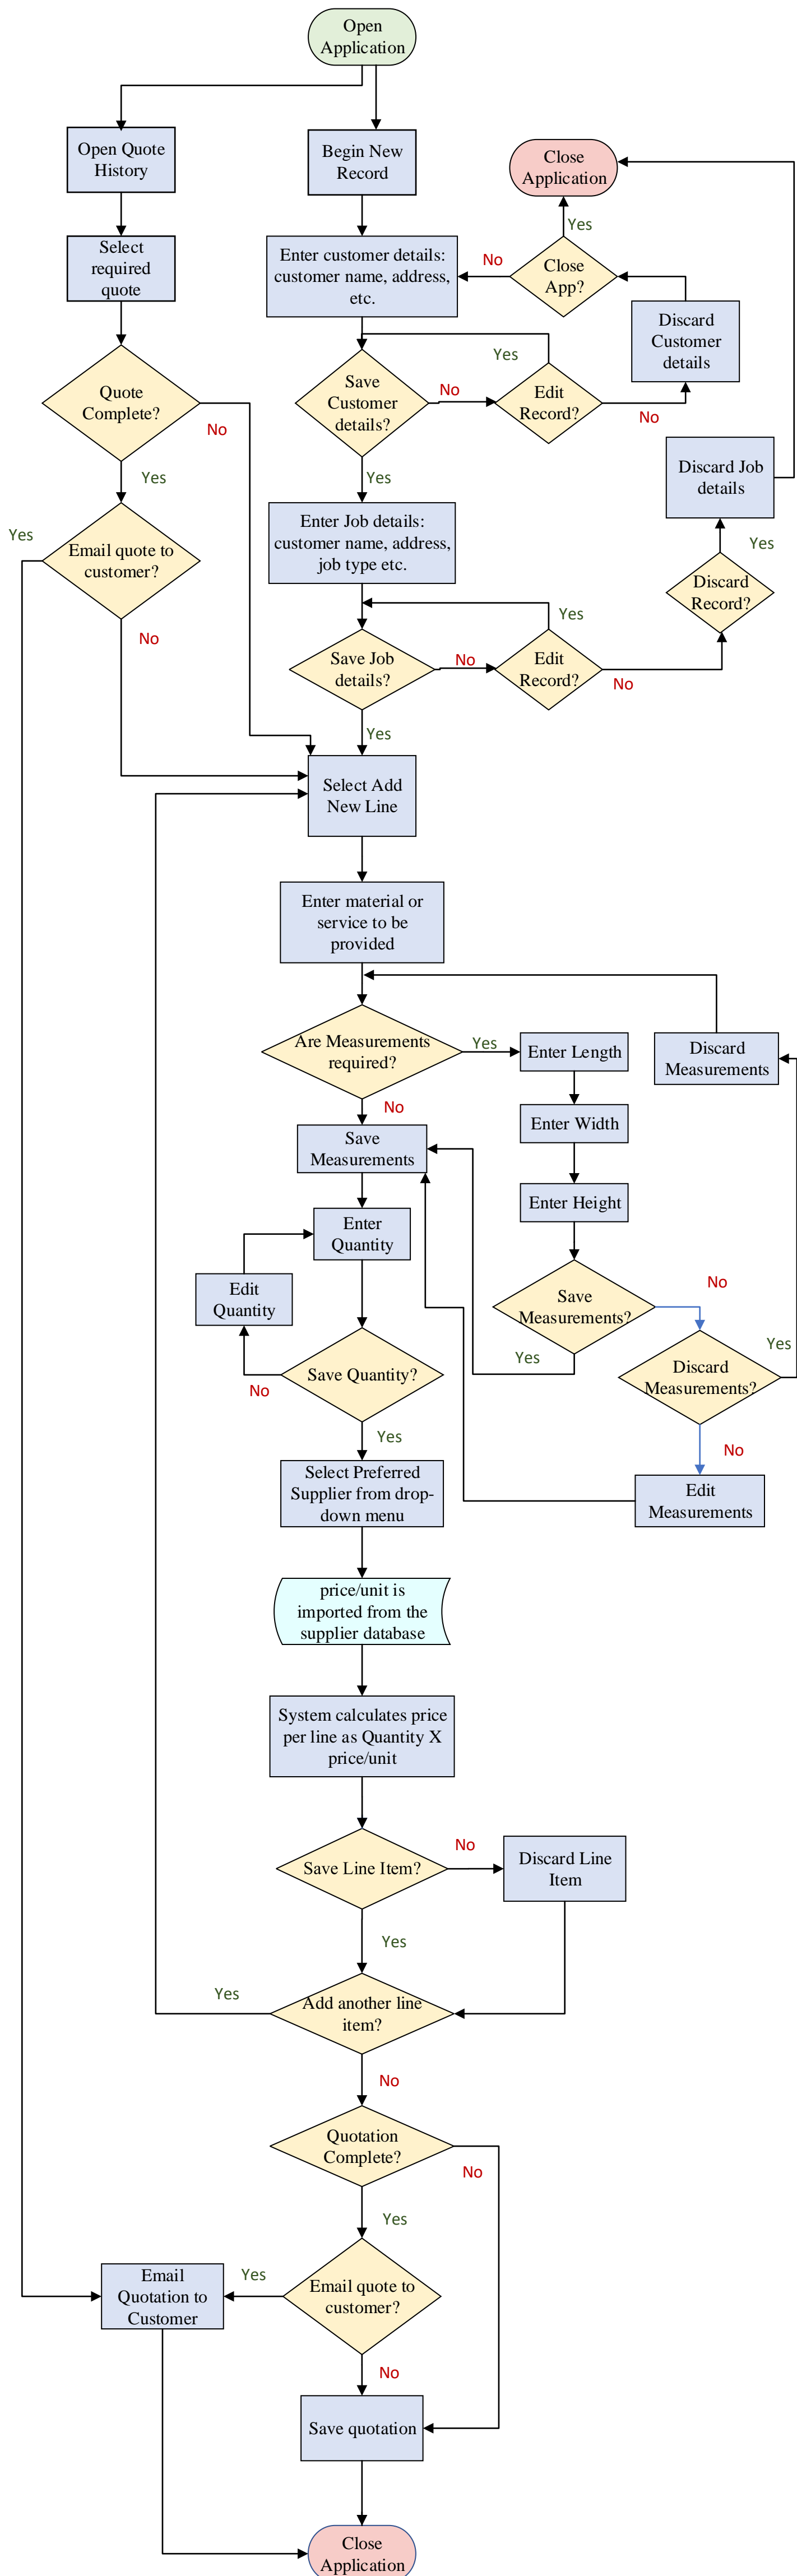 Open
Application
Open Quote
History
Begin New
Record
Close
Application
Yes
Select
required
quote
Enter customer details:
customer name, address,
etc.
No
Close
App?
Discard
Customer
details
Yes
Quote
Complete?
No
Save
Customer
details?
No
Edit
Record?
No
Yes
Yes
Discard Job
details
Yes
Email quote to
customer?
No
Enter Job details:
customer name, address,
job type etc.
Yes
Discard
Record?
Yes
Save Job
details?
No
Edit
Record?
No
Yes
Select Add
New Line
Enter material or
service to be
provided
Are Measurements
required?
Yes
Enter Length
Discard
Measurements
No
Enter Width
Save
Measurements
Enter Height
Enter
Quantity
Edit
Quantity
Save
Measurements?
No
Yes
Discard
Measurements?
Yes
Save Quantity?
No
Yes
No
Select Preferred
Supplier from drop-
down menu
Edit
Measurements
price/unit is
imported from the
supplier database
System calculates price
per line as Quantity X
price/unit
Save Line Item?
No
Discard Line
Item
Yes
Yes
Add another line
item?
No
Quotation
Complete?
No
Yes
Email
Quotation to
Customer
Yes
Email quote to
customer?
No
Save quotation
Close
Application